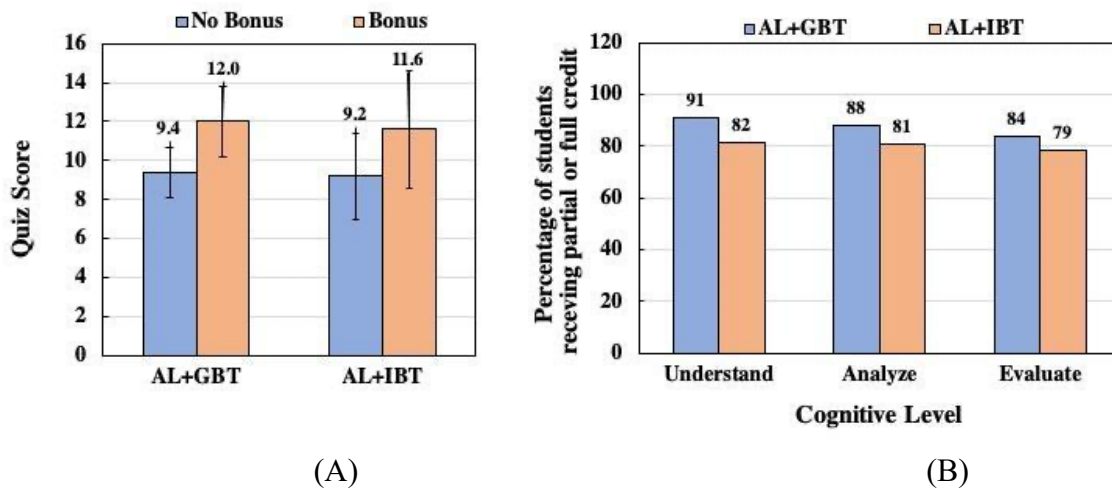 No Bonus Bonus
16
14
12
10
8
6
4
2
0
Quiz Score
9.4
12.0
9.2
11.6
AL+GBT AL+IBT
(A)
AL+GBT AL+IBT
120
100
80
60
40
20
0
Percentage of students
receving partial or full credit
91
82
88
81
84
79
Understand Analyze Evaluate
Cognitive Level
(B)